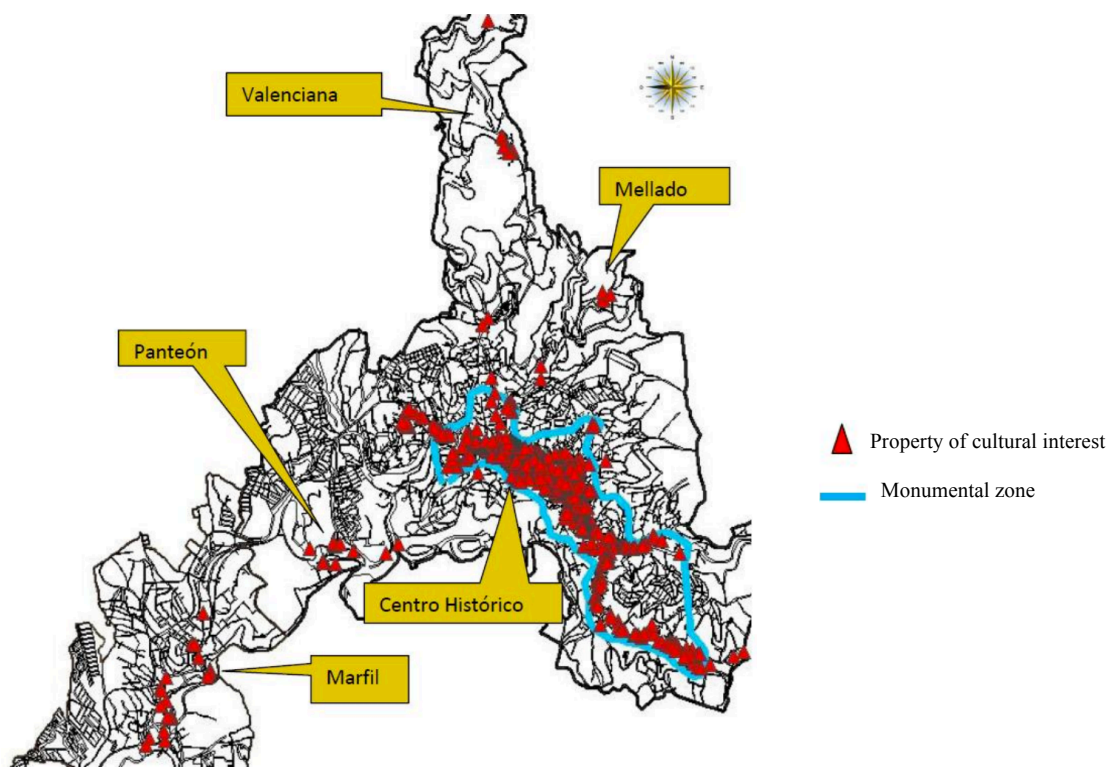 Valenciana
Mellado
Panteón
Property of cultural interest
Monumental zone
Centro Histórico
Marfil